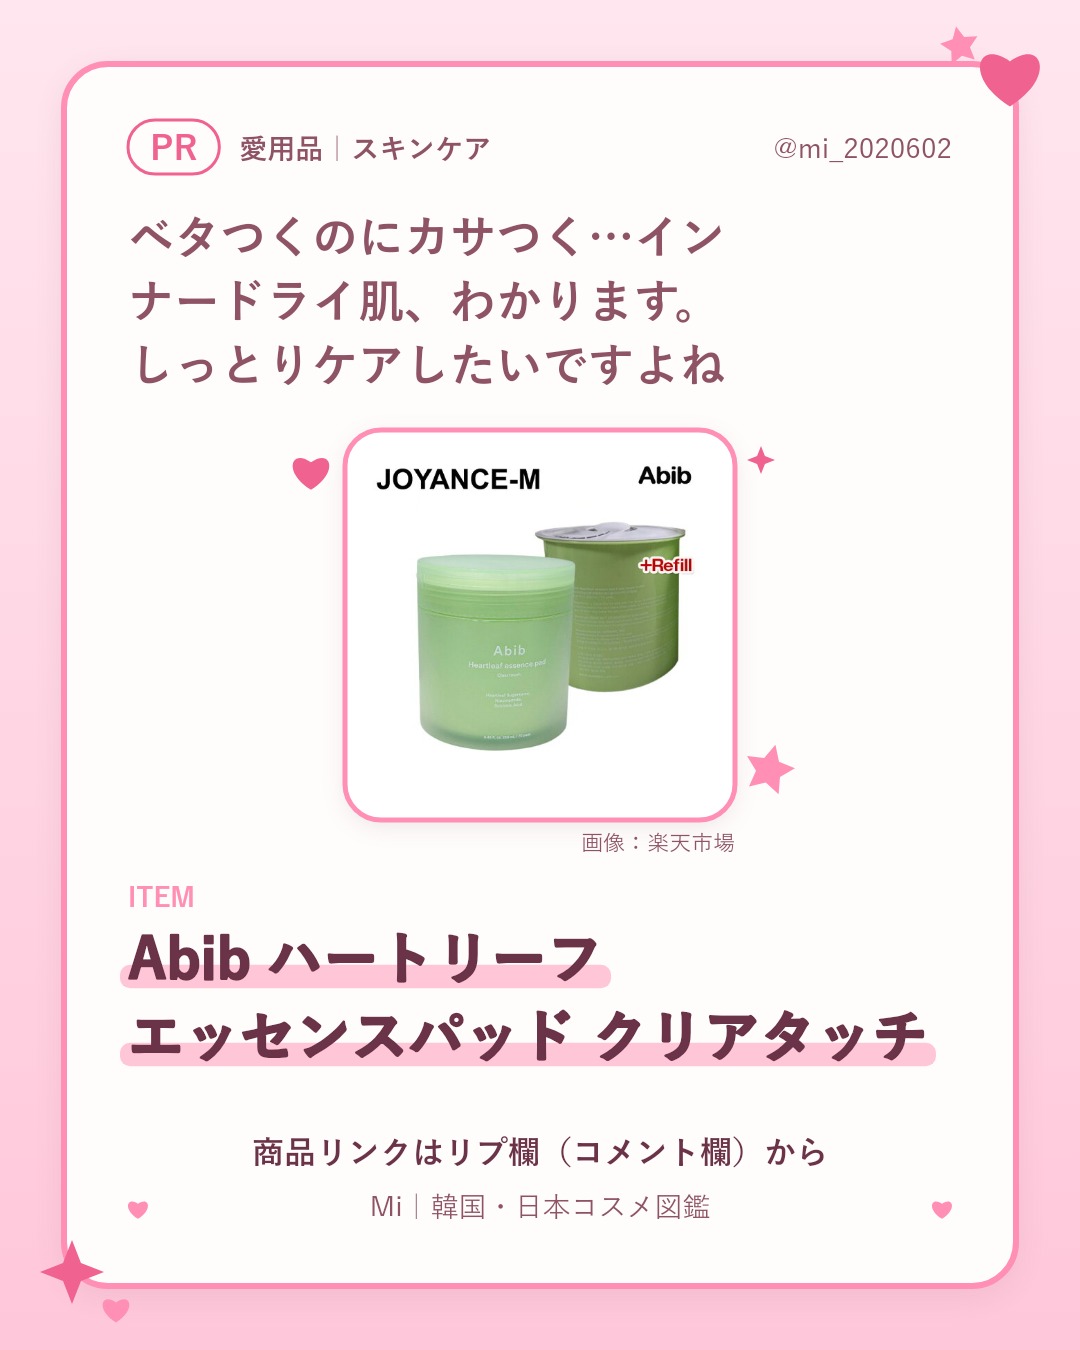 PR 愛用品｜スキンケア @mi_2020602
ベタつくのにカサつく…イン
ナードライ肌、わかります。
しっとりケアしたいですよね
JOYANCE-M Abib
+Refill
Abib
Heartleaf essence pad
画像：楽天市場
ITEM
Abib ハートリーフ
エッセンスパッド クリアタッチ
商品リンクはリプ欄（コメント欄）から
Mi｜韓国・日本コスメ図鑑